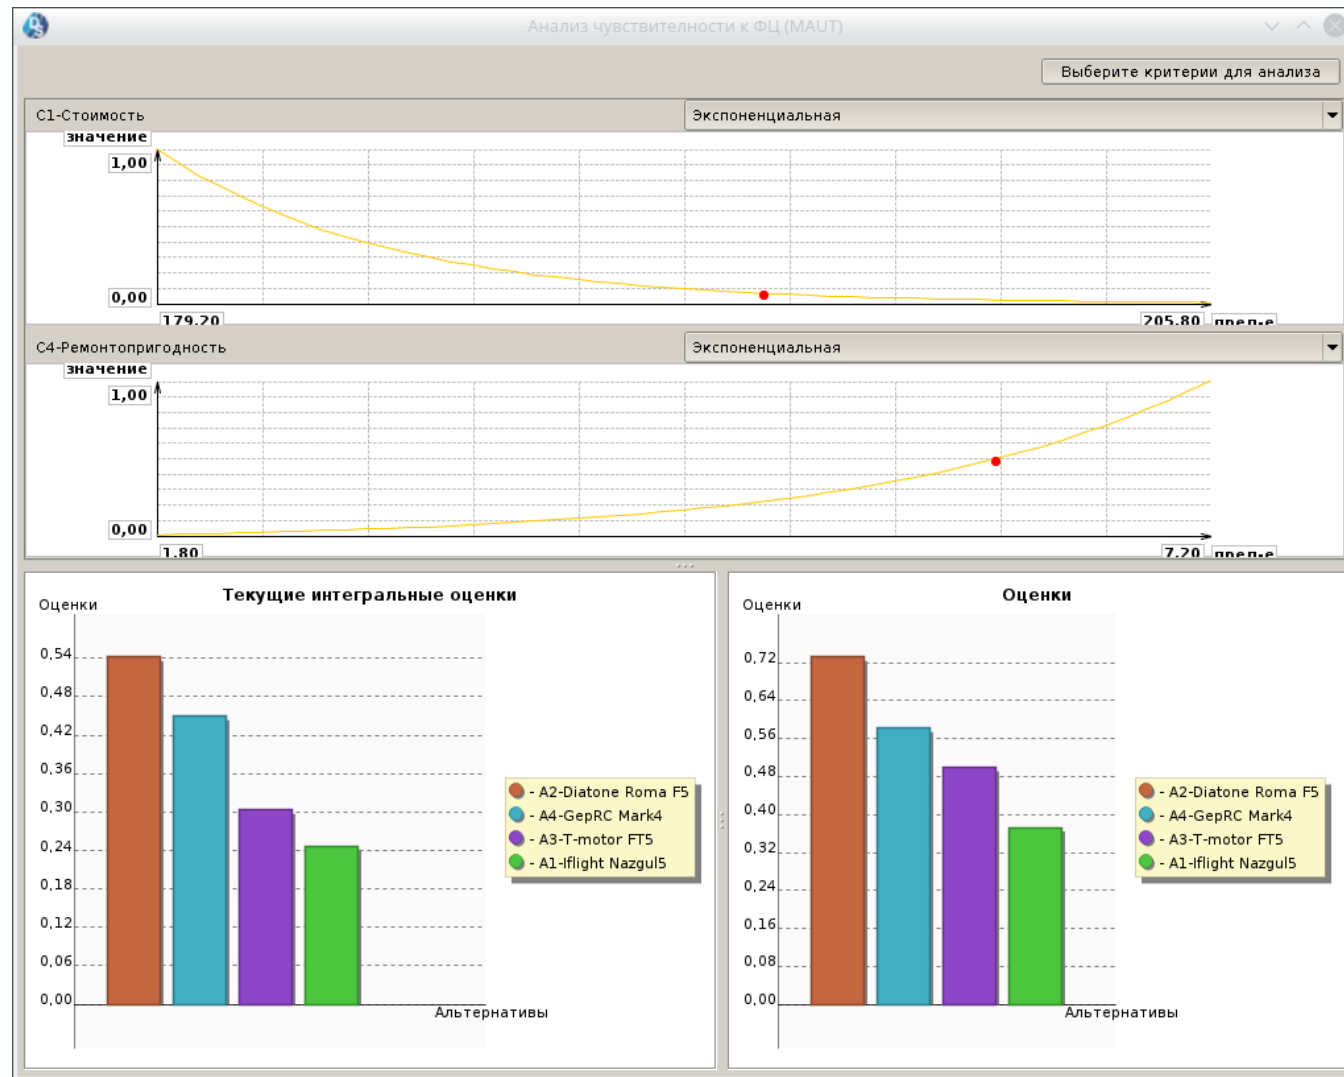 Анализ чувствителности к ФЦ (MAUT)
Выберите критерии для анализа
C1-Стоимость
Экспоненциальная
значение
1,00
0,00
179.20
205.80
C4-Ремонтопригодность
Экспоненциальная
значение
1,00
0,00
1.80
7.20
Текущие интегральные оценки
Оценки
0,54
0,48
0,42
0,36
0,30
0,24
0,18
0,12
0,06
0,00
Альтернативы
- A2-Diatone Roma F5
- A4-GepRC Mark4
- A3-T-motor FT5
- A1-Iflight Nazgul5
Оценки
Оценки
0,72
0,64
0,56
0,48
0,40
0,32
0,24
0,16
0,08
0,00
Альтернативы
- A2-Diatone Roma F5
- A4-GepRC Mark4
- A3-T-motor FT5
- A1-Iflight Nazgul5